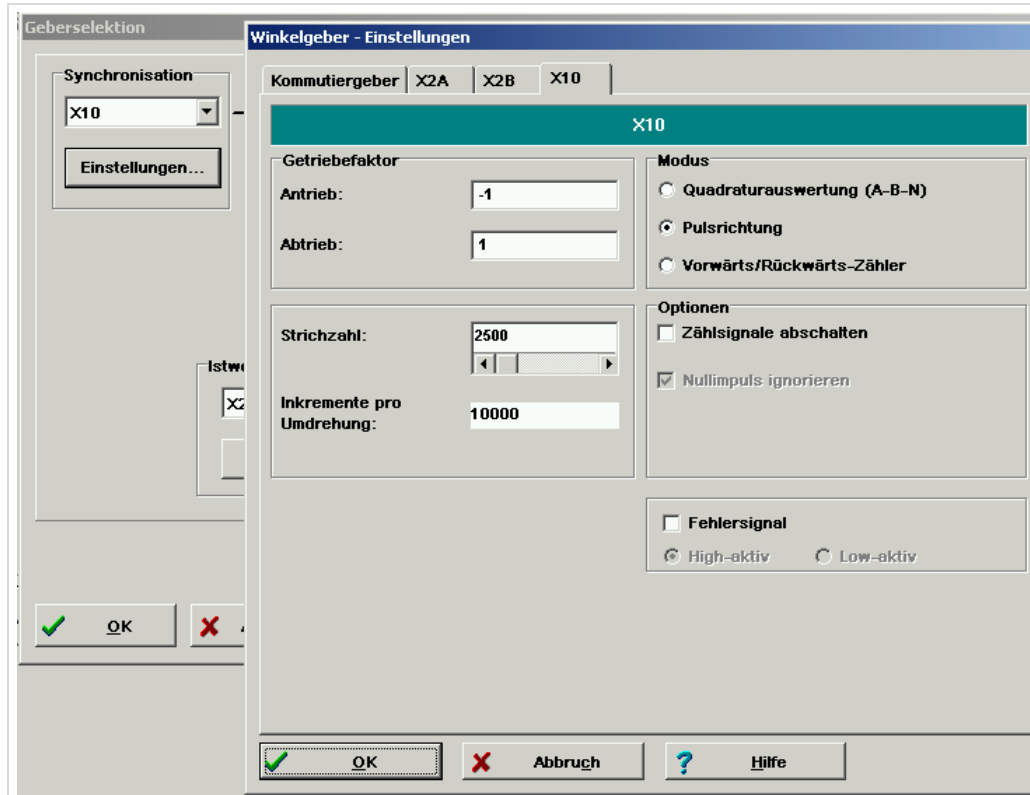 Geberselektion
Synchronisation
X10
Einstellungen...
Winkelgeber - Einstellungen
Kommutiergeber
X2A
X2B
X10
X10
Getriebefaktor
Antrieb:
-1
Abtrieb:
1
Strichzahl:
2500
Inkremente pro
Umdrehung:
10000
Modus
Quadraturauswertung (A-B-N)
Pulsrichtung
Vorwärts/Rückwärts-Zähler
Optionen
Zählsignale abschalten
Nullimpuls ignorieren
Fehlersignal
High-aktiv
Low-aktiv
OK
OK
Abbruch
Hilfe